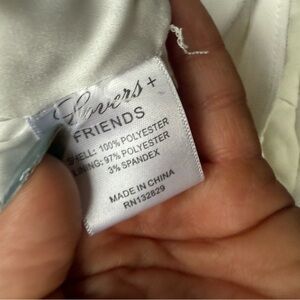 Lovers +
FRIENDS
SHELL: 100% POLYESTER
LINING: 97% POLYESTER
3% SPANDEX
MADE IN CHINA
RN132829